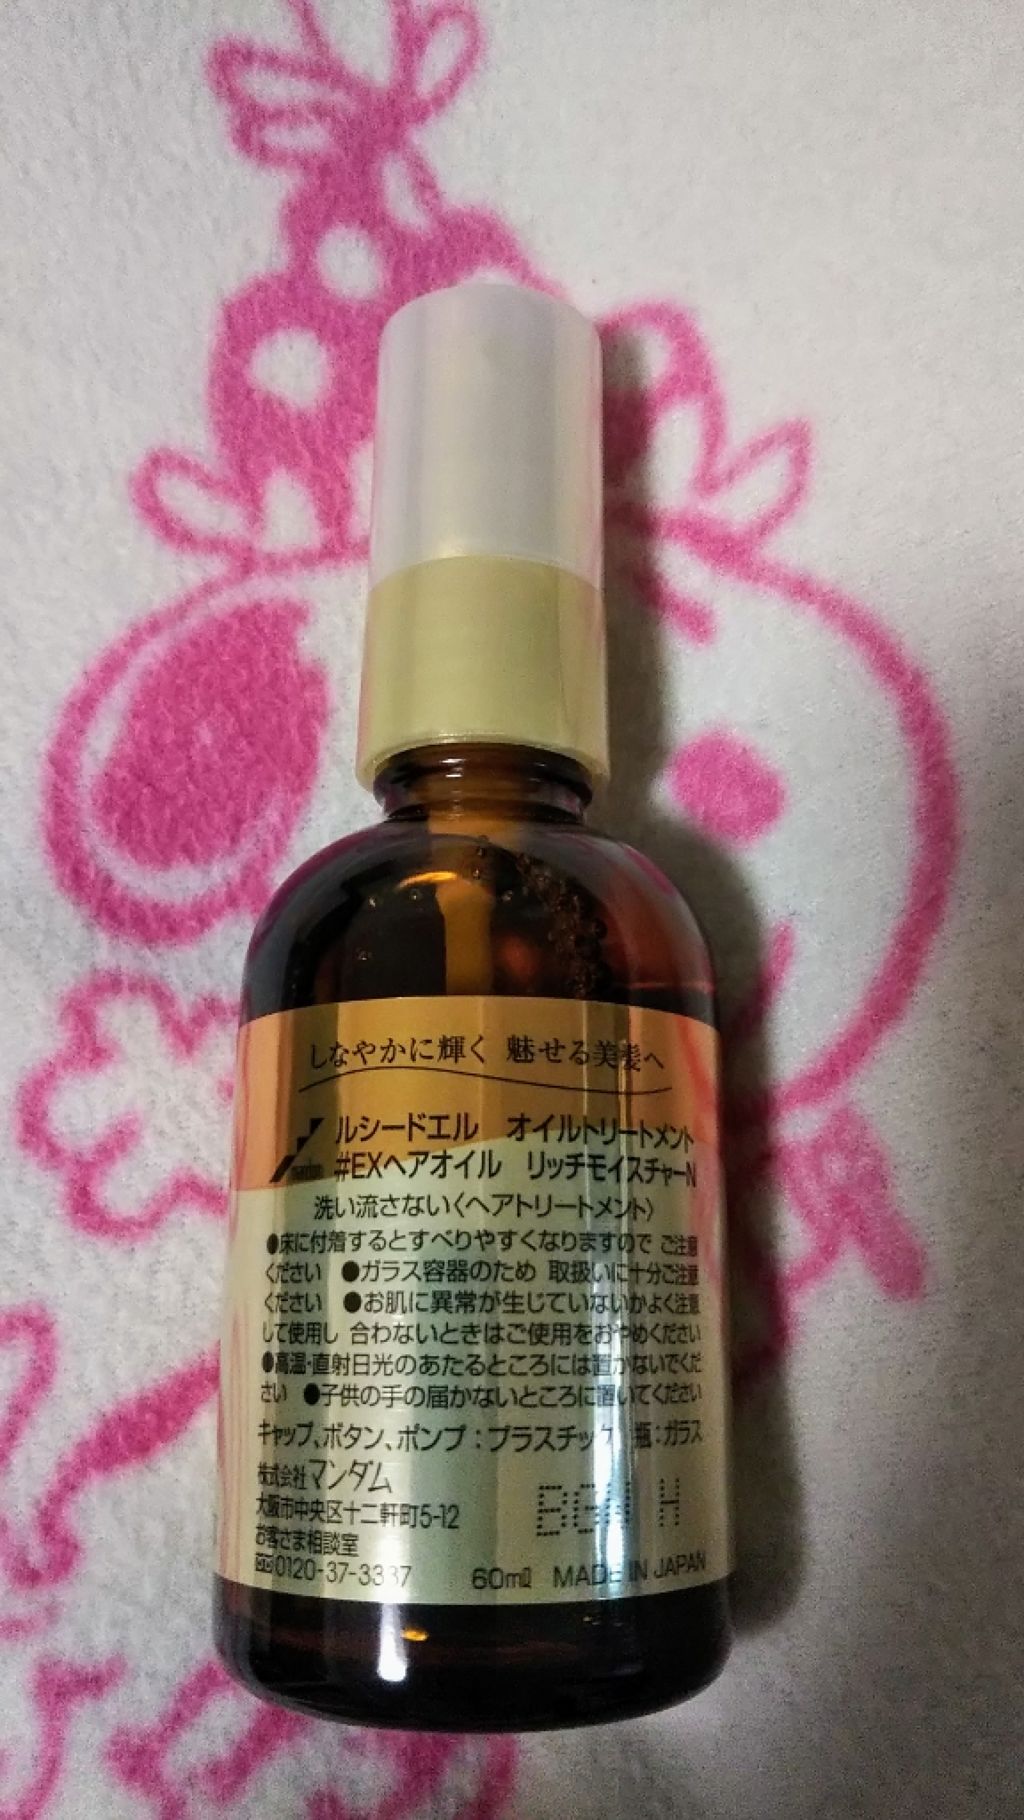 しなやかに輝く 魅せる美髪へ
mandom
ルシードエル オイルトリートメント
#EXヘアオイル リッチモイスチャーN
洗い流さない〈ヘアトリートメント〉
●床に付着するとすべりやすくなりますので ご注意
ください ●ガラス容器のため 取扱いに十分ご注意
ください ●お肌に異常が生じていないかよく注意
して使用し 合わないときはご使用をおやめください
●高温・直射日光のあたるところには置かないでくだ
さい ●子供の手の届かないところに置いてください
キャップ、ボタン、ポンプ：プラスチック 瓶：ガラス
株式会社マンダム
大阪市中央区十二軒町5-12
お客さま相談室
0120-37-3337
60mℓ MADE IN JAPAN